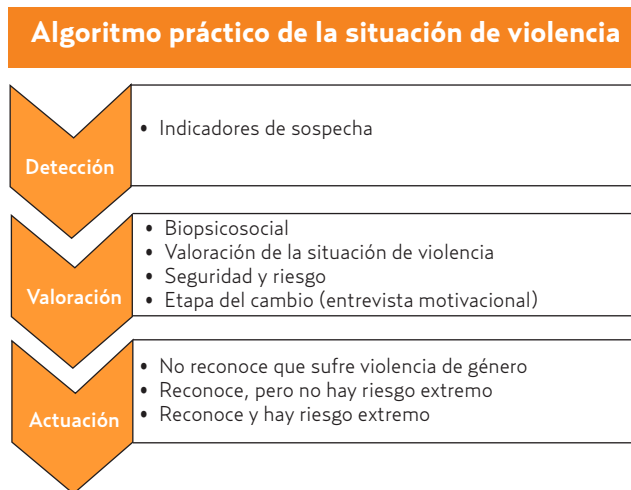 Algoritmo práctico de la situación de violencia
Detección
• Indicadores de sospecha
Valoración
• Biopsicosocial
• Valoración de la situación de violencia
• Seguridad y riesgo
• Etapa del cambio (entrevista motivacional)
Actuación
• No reconoce que sufre violencia de género
• Reconoce, pero no hay riesgo extremo
• Reconoce y hay riesgo extremo